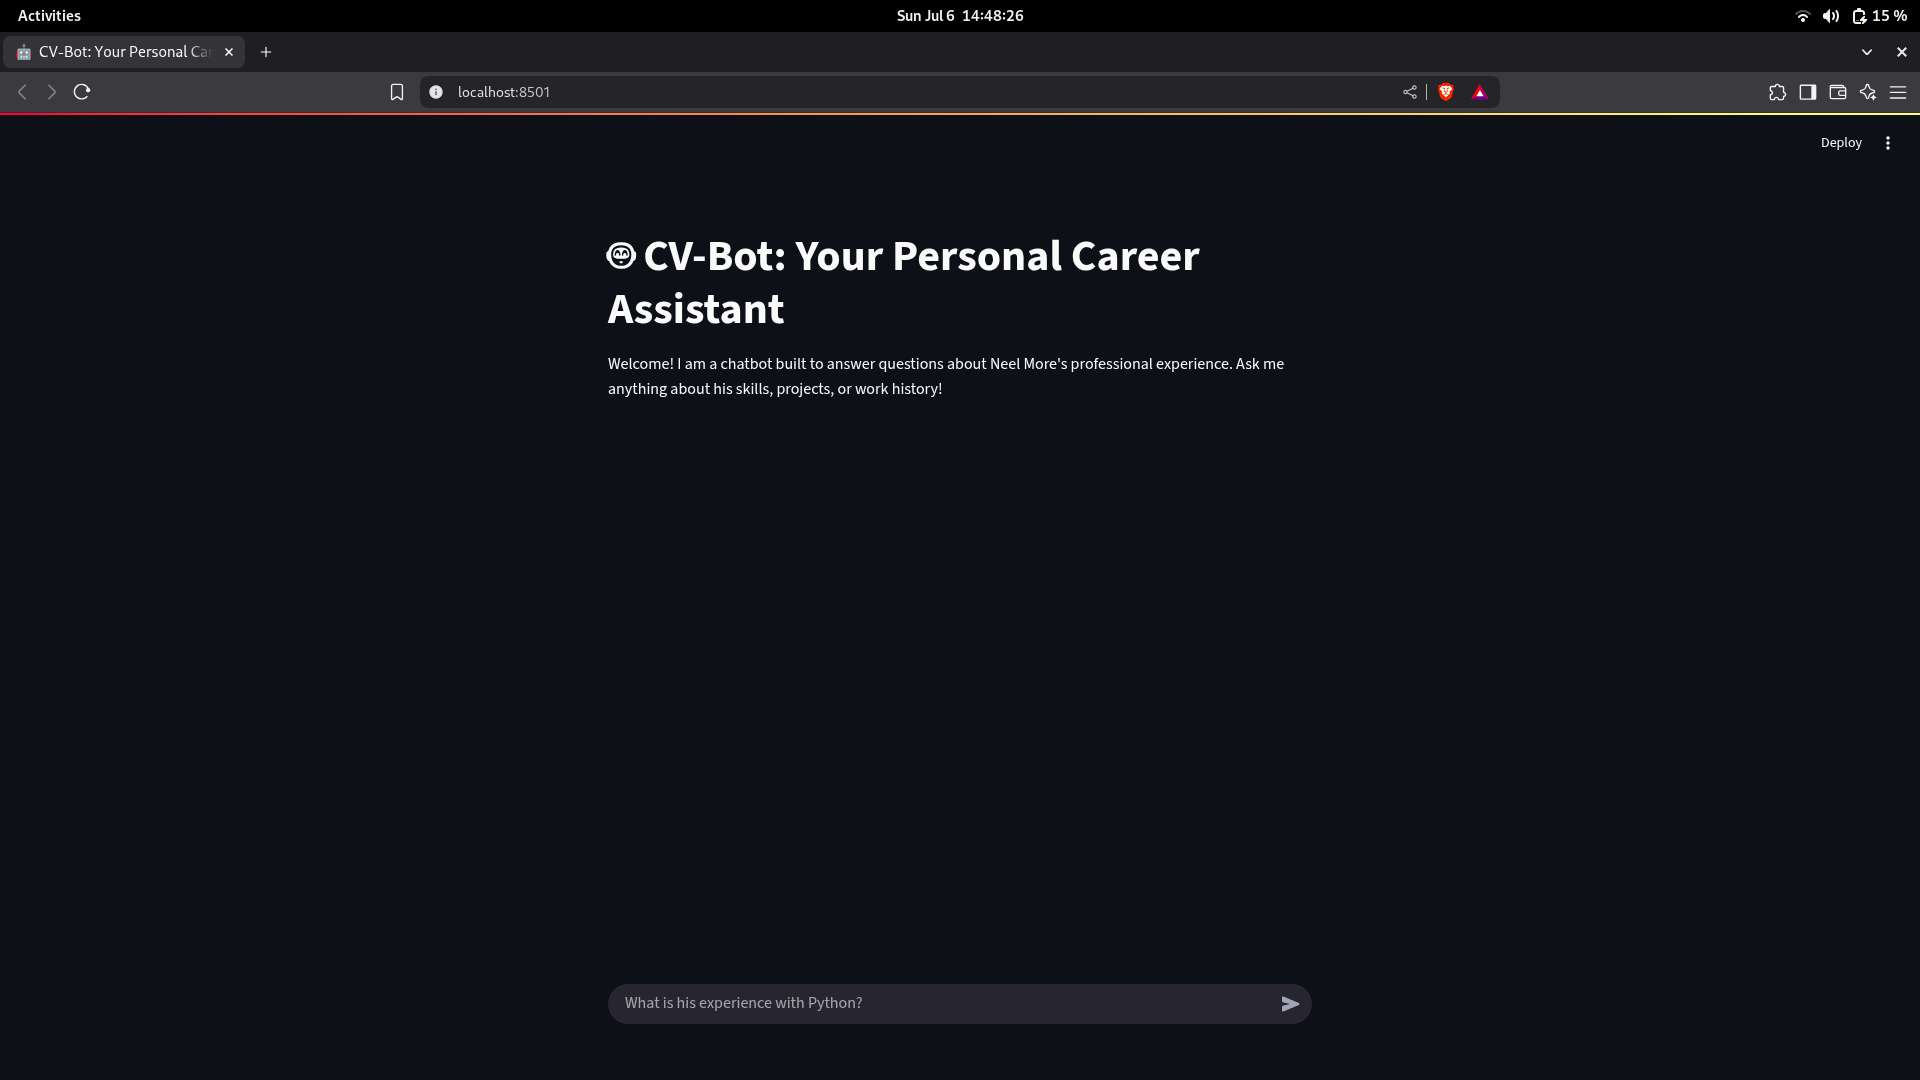 Activities
Sun Jul 6 14:48:26
15 %
CV-Bot: Your Personal Ca
localhost:8501
Deploy
CV-Bot: Your Personal Career
Assistant
Welcome! I am a chatbot built to answer questions about Neel More's professional experience. Ask me
anything about his skills, projects, or work history!
What is his experience with Python?